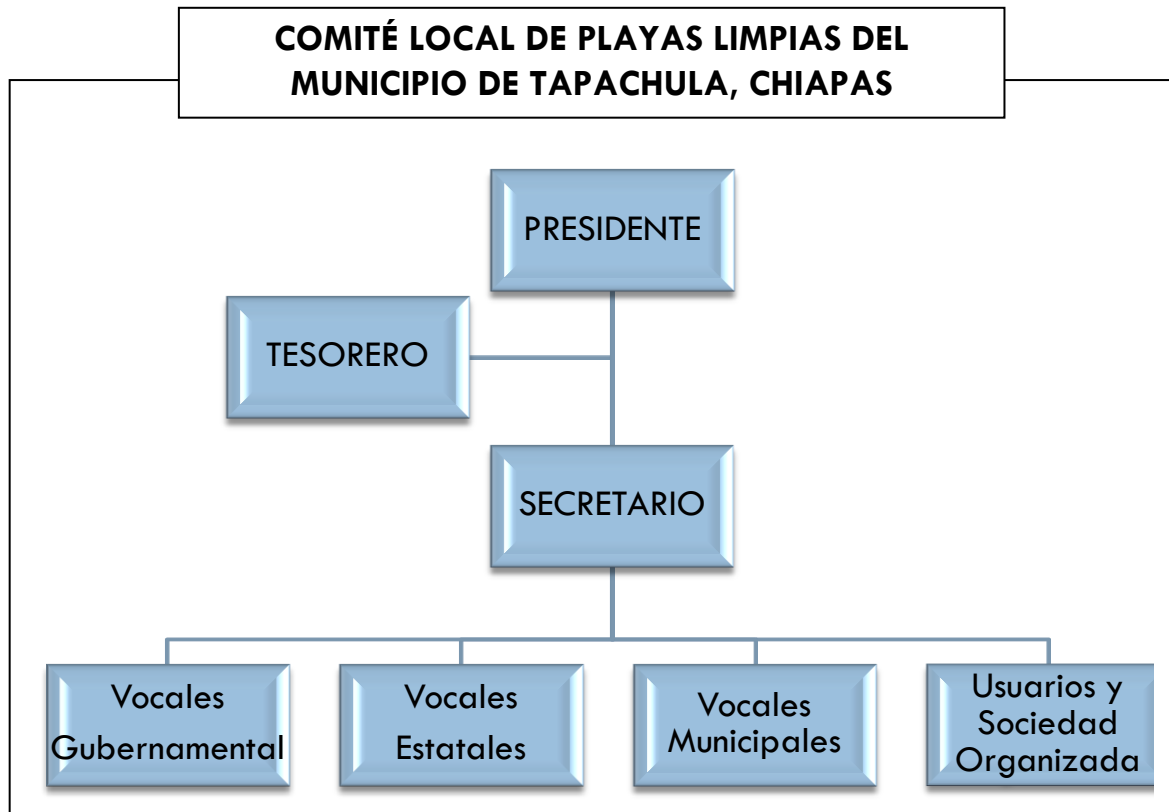 COMITÉ LOCAL DE PLAYAS LIMPIAS DEL
MUNICIPIO DE TAPACHULA, CHIAPAS
PRESIDENTE
TESORERO
SECRETARIO
Vocales
Gubernamental
Vocales
Estatales
Vocales
Municipales
Usuarios y
Sociedad
Organizada